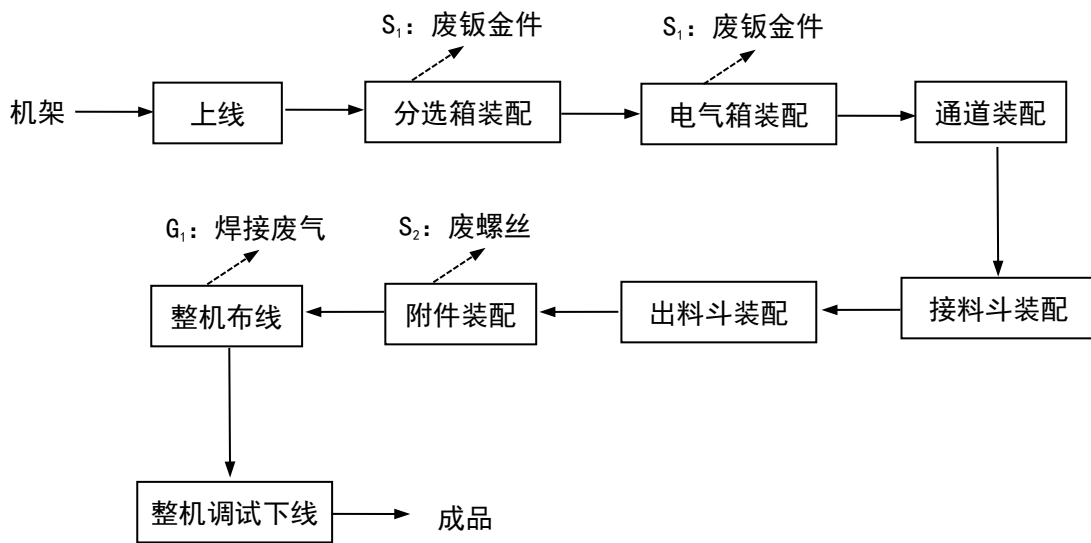 S₁：废钣金件
S₁：废钣金件
机架
上线
分选箱装配
电气箱装配
通道装配
G₁：焊接废气
S₂：废螺丝
整机布线
附件装配
出料斗装配
接料斗装配
整机调试下线
成品